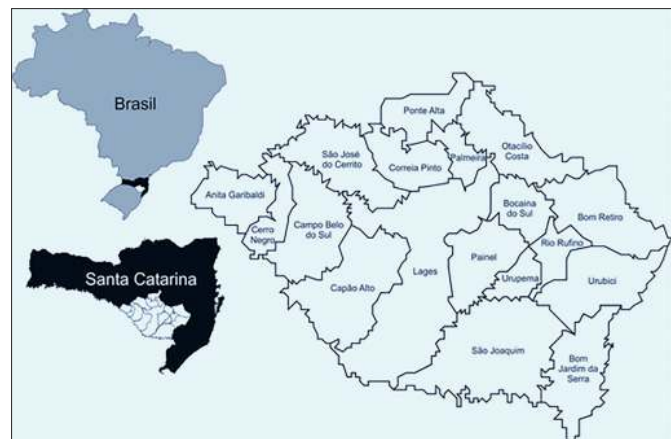 Brasil
Santa Catarina
Ponte Alta
Otacílio
Costa
São José
do Cerrito
Correia Pinto
Palmeira
Anita Garibaldi
Bocaina
do Sul
Bom Retiro
Cerro
Negro
Campo Belo
do Sul
Rio Rufino
Painel
Lages
Urupema
Urubici
Capão Alto
São Joaquim
Bom
Jardim da
Serra